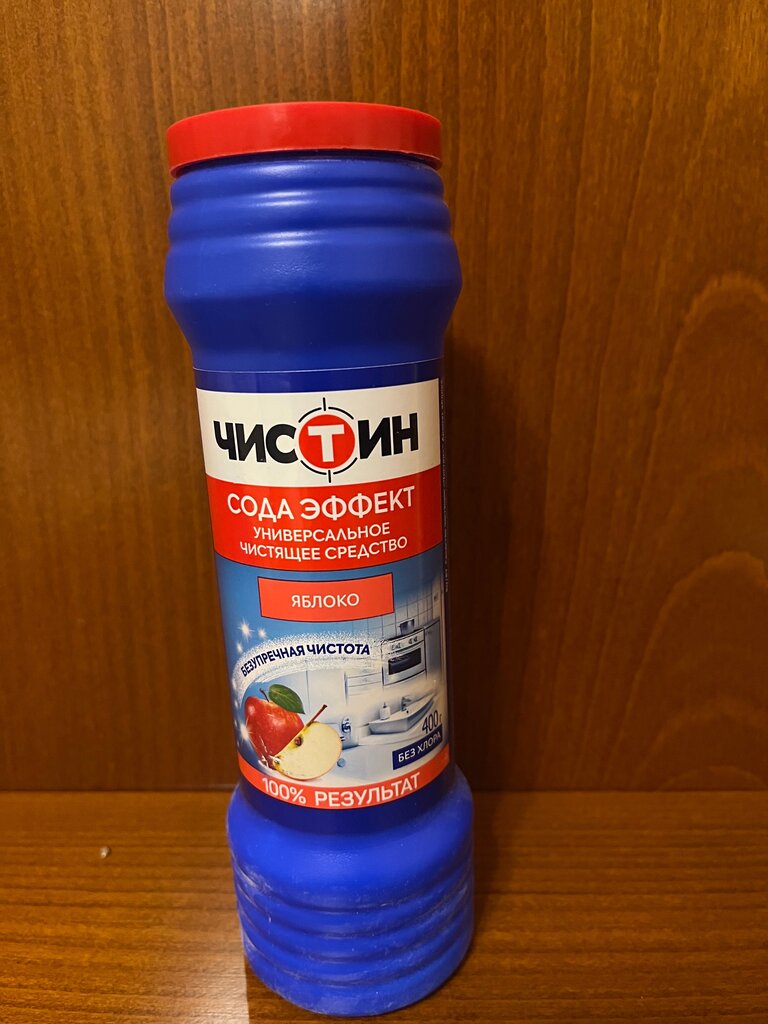 ЧИСТИН
СОДА ЭФФЕКТ
УНИВЕРСАЛЬНОЕ
ЧИСТЯЩЕЕ СРЕДСТВО
ЯБЛОКО
БЕЗУПРЕЧНАЯ ЧИСТОТА
400г
БЕЗ ХЛОРА
100% РЕЗУЛЬТАТ